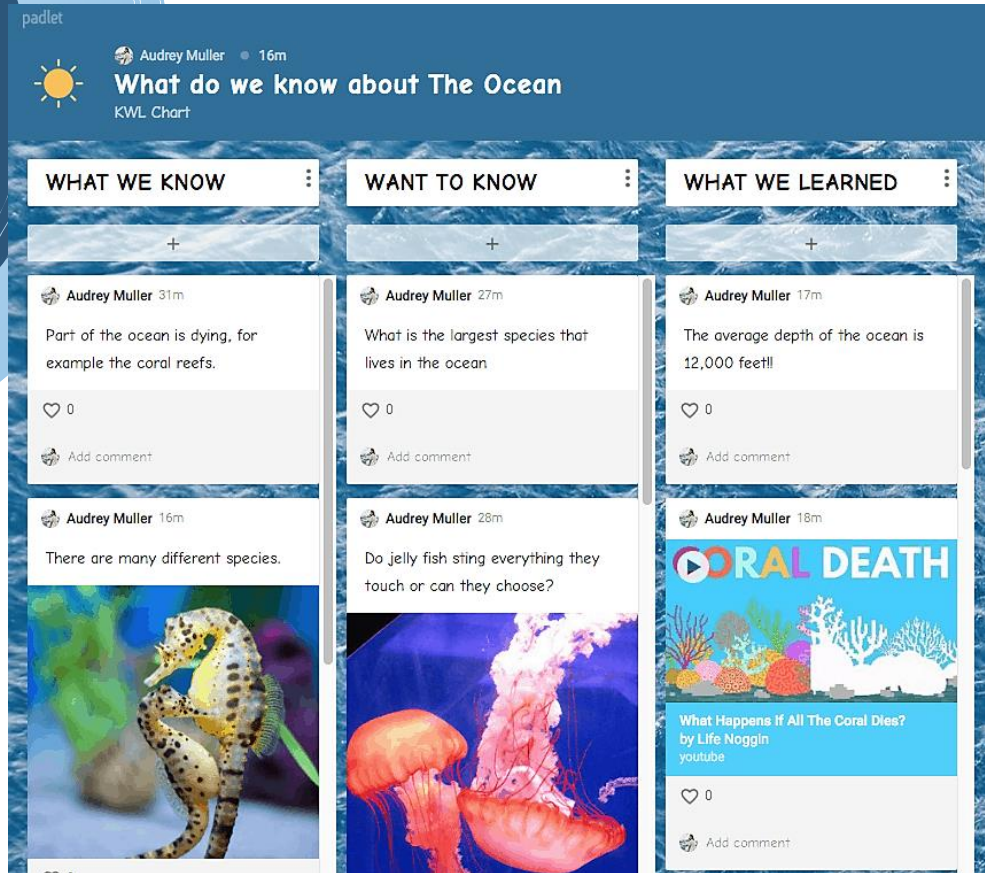 padlet
Audrey Muller • 16m
What do we know about The Ocean
KWL Chart
WHAT WE KNOW
+
Audrey Muller 31m
Part of the ocean is dying, for
example the coral reefs.
0
Add comment
Audrey Muller 16m
There are many different species.
WANT TO KNOW
+
Audrey Muller 27m
What is the largest species that
lives in the ocean
0
Add comment
Audrey Muller 28m
Do jelly fish sting everything they
touch or can they choose?
WHAT WE LEARNED
+
Audrey Muller 17m
The average depth of the ocean is
12,000 feet!!
0
Add comment
Audrey Muller 18m
CORAL DEATH
What Happens If All The Coral Dies?
by Life Noggin
youtube
0
Add comment